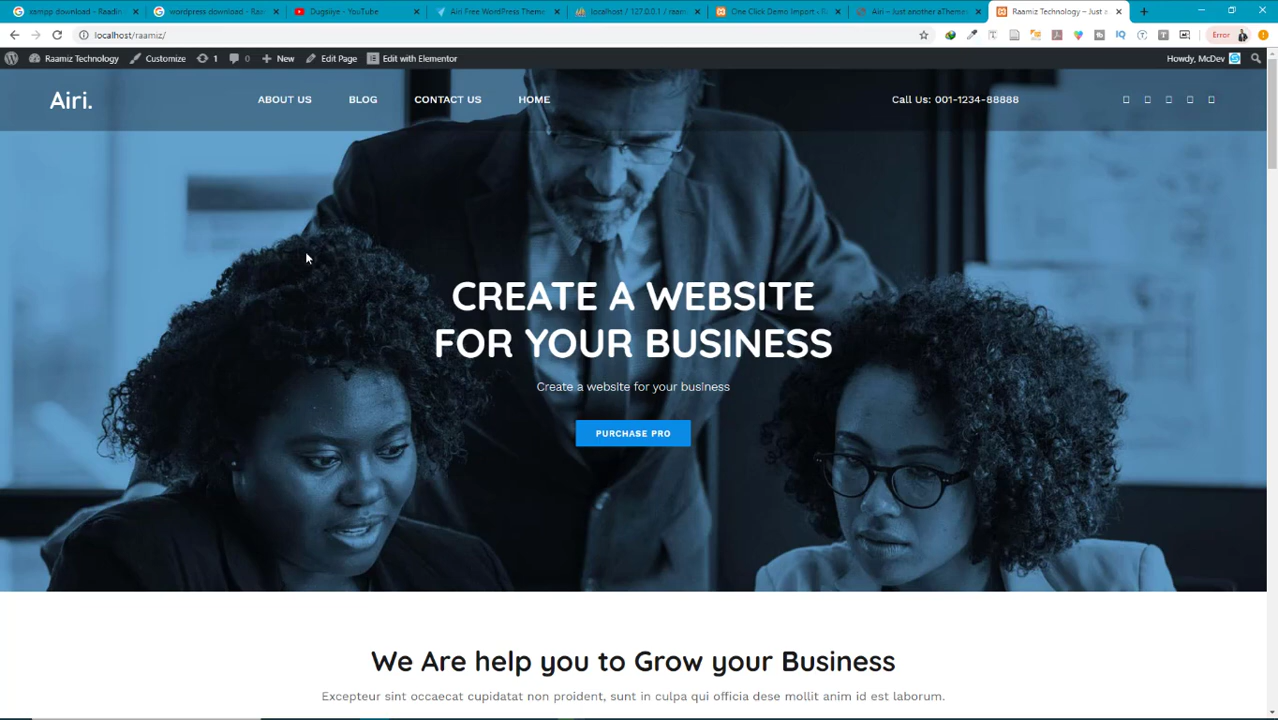 xampp download - Raadin
wordpress download - Raa
Dugsiiye - YouTube
Airi Free WordPress Theme
localhost / 127.0.0.1 / raam
One Click Demo Import - R
Airi – Just another aThemes
Raamiz Technology – Just a
localhost/raamiz/
Error
Raamiz Technology Customize 1 0 New Edit Page Edit with Elementor Howdy, McDev
Airi. ABOUT US BLOG CONTACT US HOME Call Us: 001-1234-88888
CREATE A WEBSITE
FOR YOUR BUSINESS
Create a website for your business
PURCHASE PRO
We Are help you to Grow your Business
Excepteur sint occaecat cupidatat non proident, sunt in culpa qui officia dese mollit anim id est laborum.